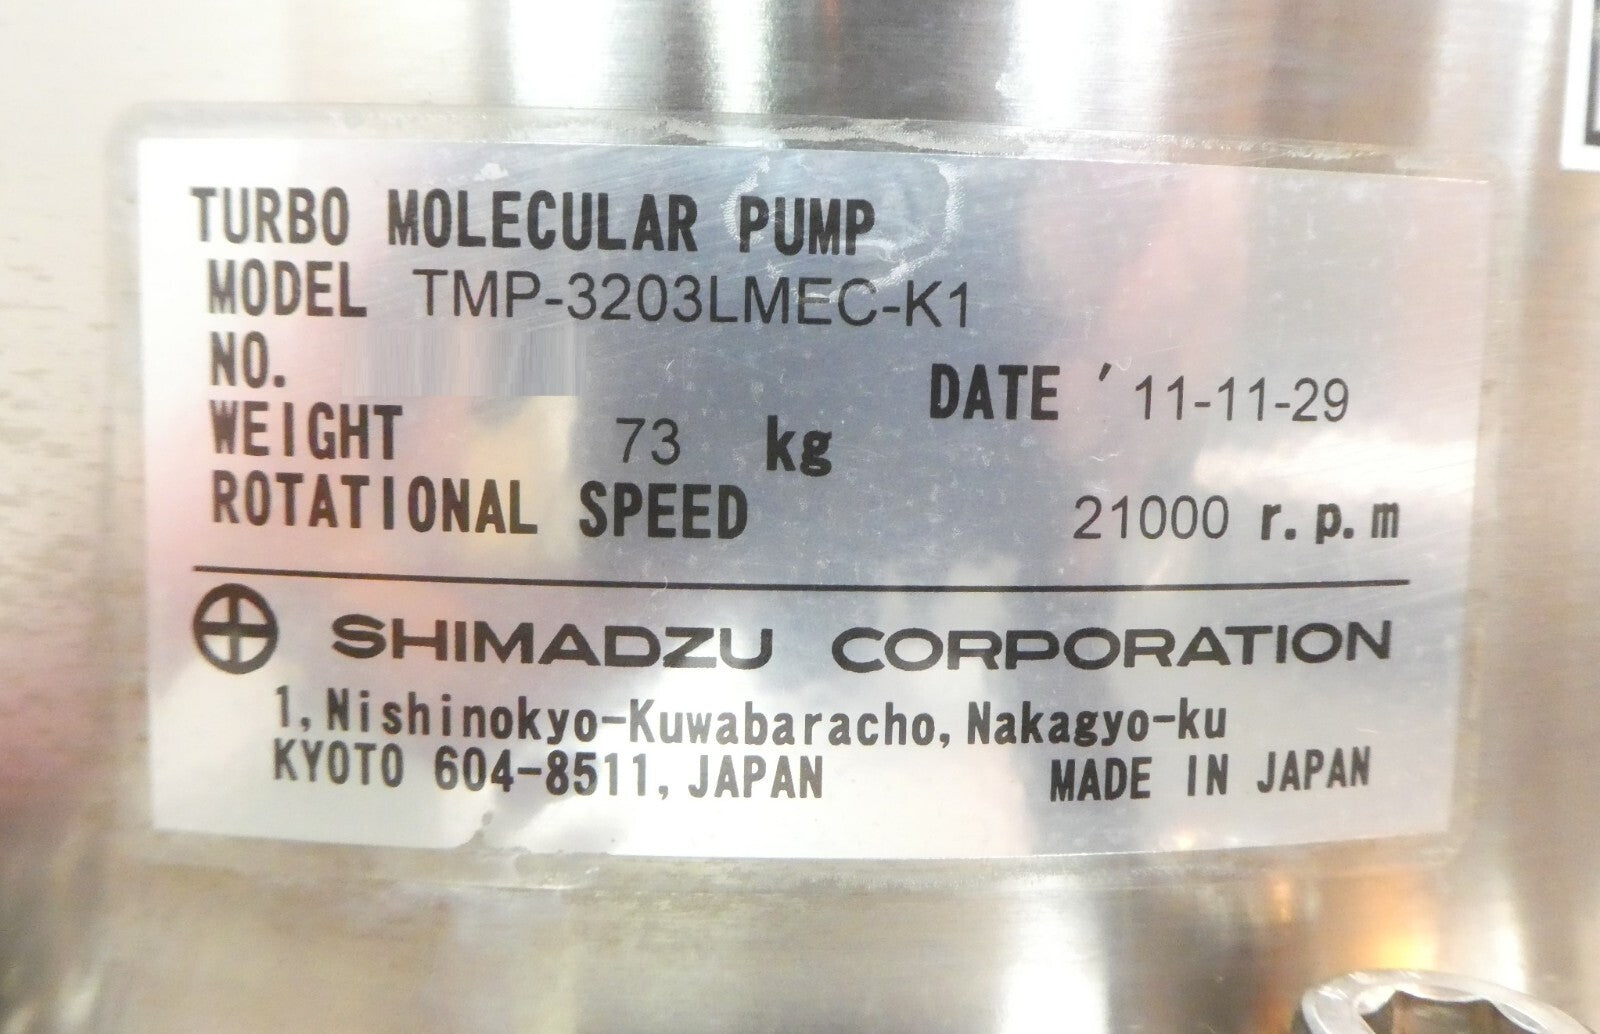 TURBO MOLECULAR PUMP
MODEL TMP-3203LMEC-K1
NO.
DATE '11-11-29
WEIGHT 73 kg
ROTATIONAL SPEED 21000 r.p.m
SHIMADZU CORPORATION
1, Nishinokyo-Kuwabaracho, Nakagyo-ku
KYOTO 604-8511, JAPAN MADE IN JAPAN